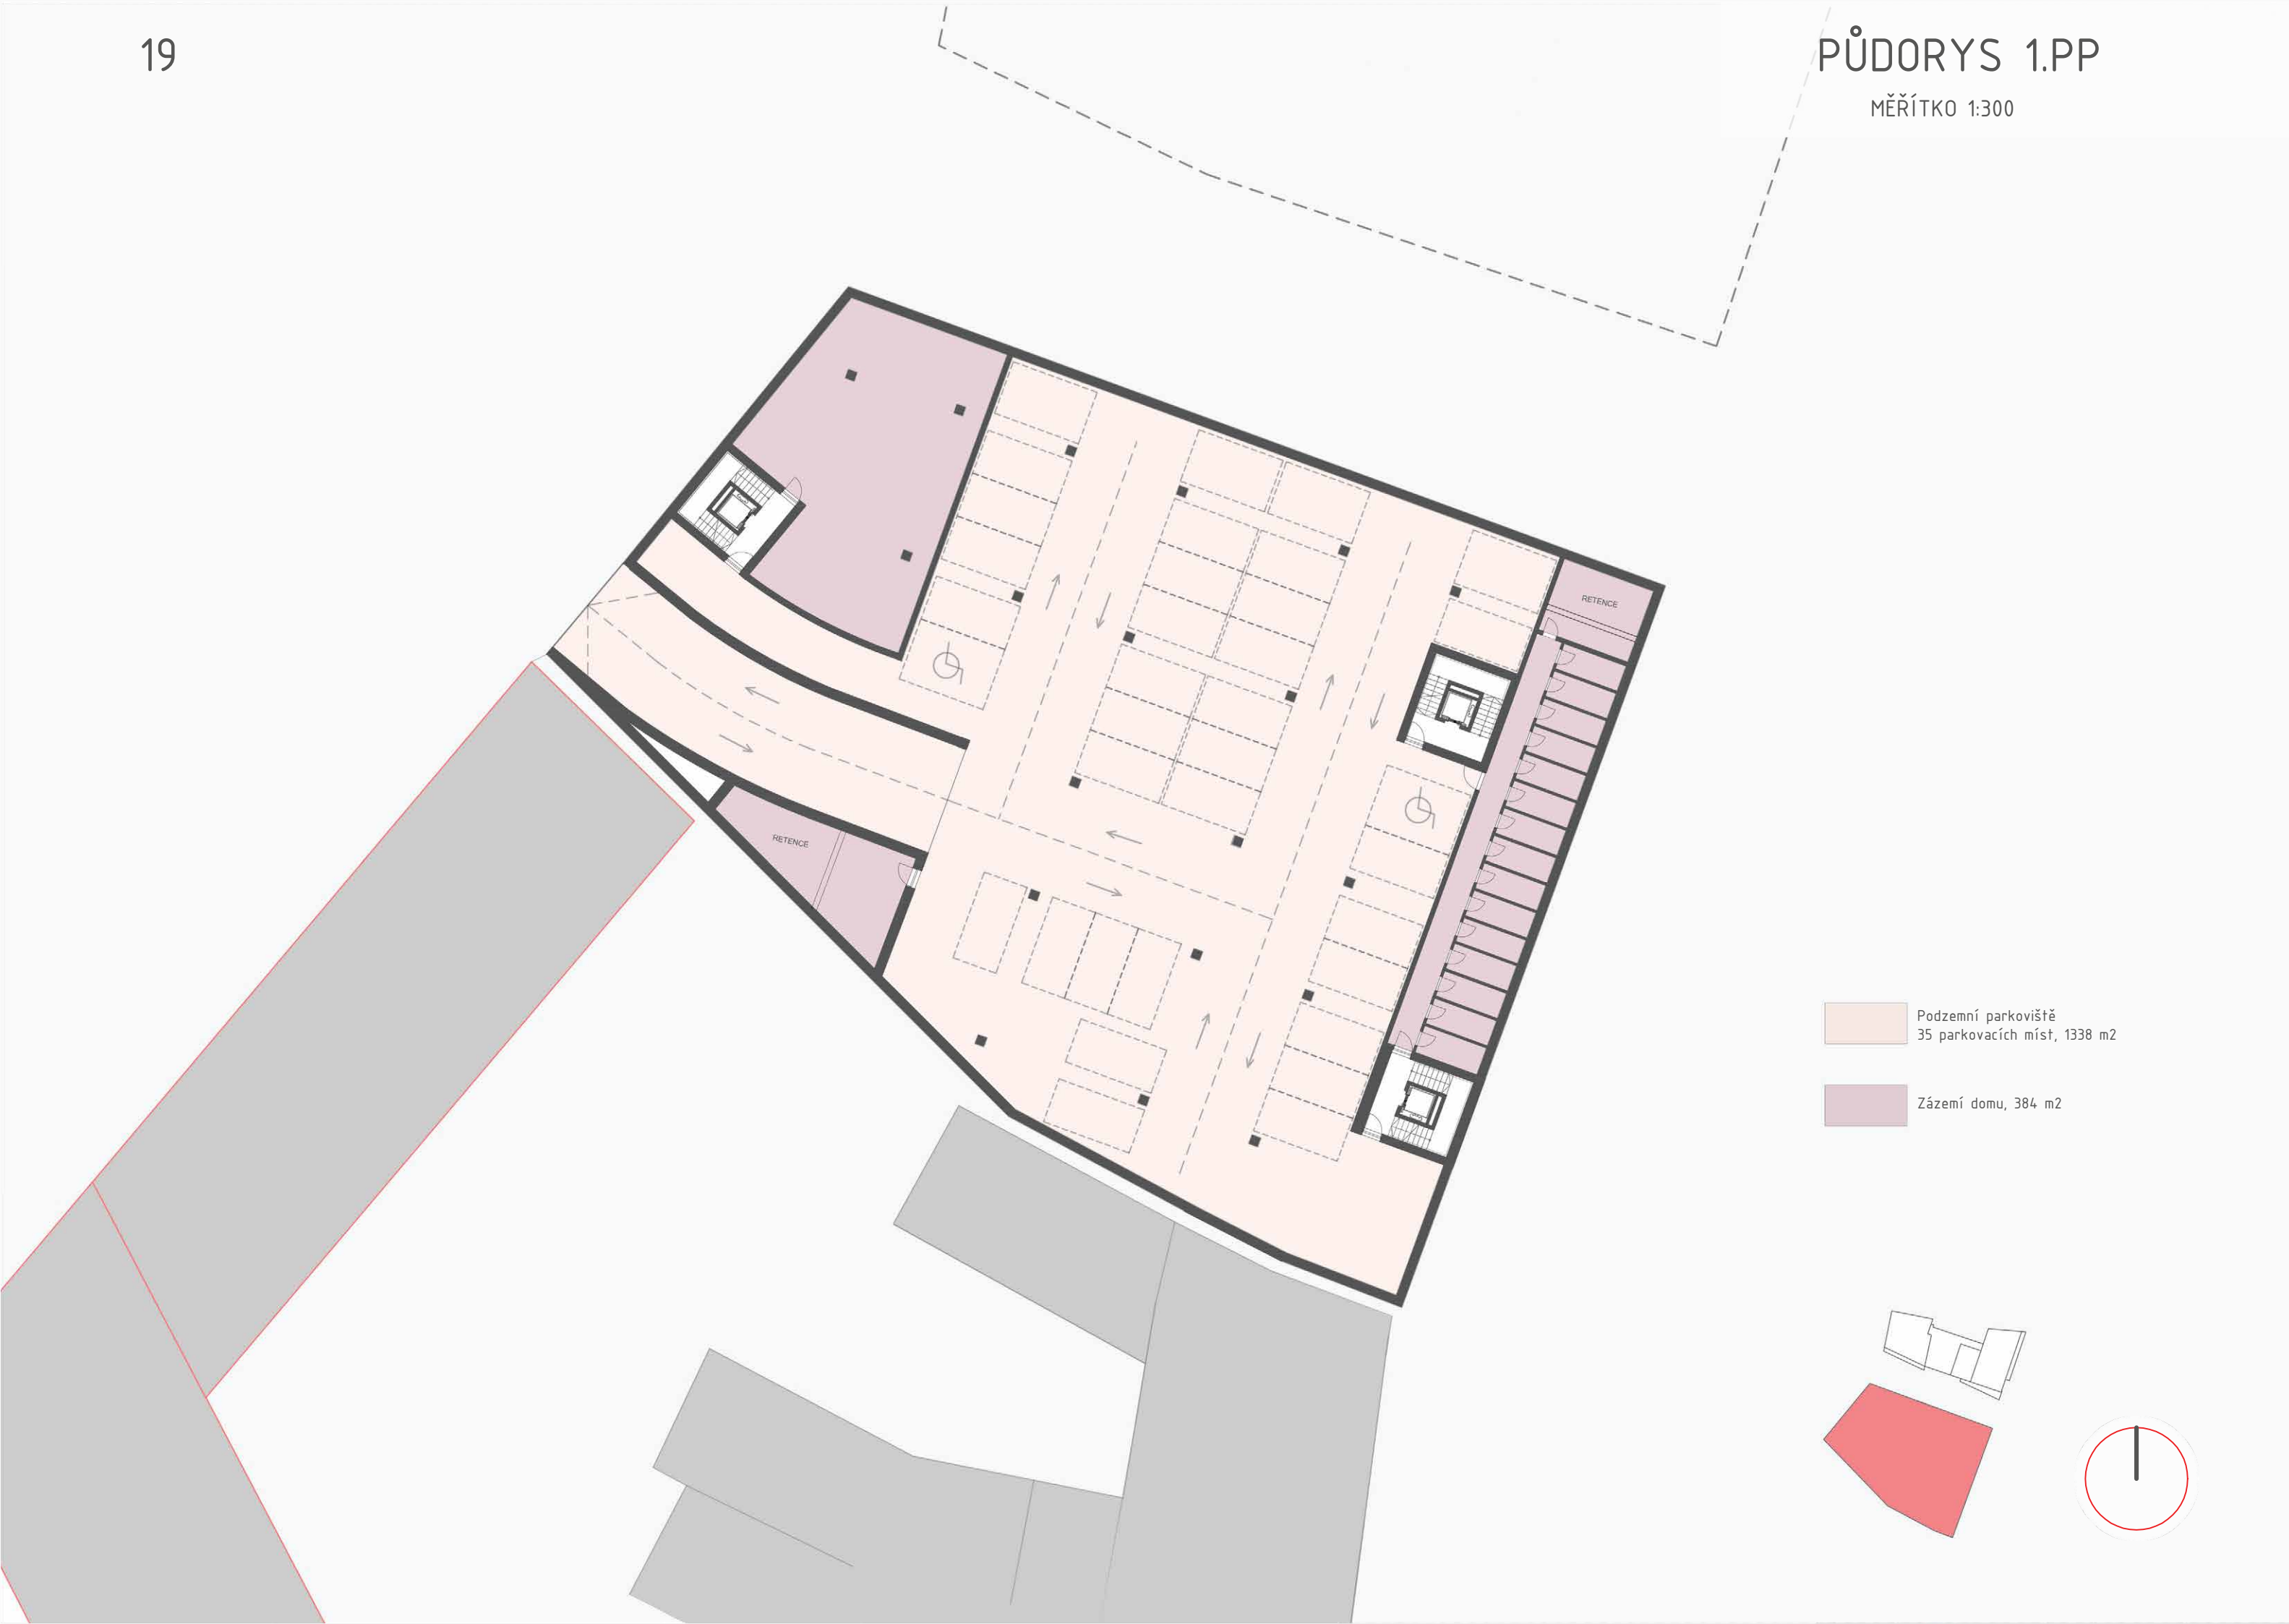 19
PŮDORYS 1.PP
MĚŘÍTKO 1:300
RETENCE
RETENCE
Podzemní parkoviště
35 parkovacích míst, 1338 m2
Zázemí domu, 384 m2